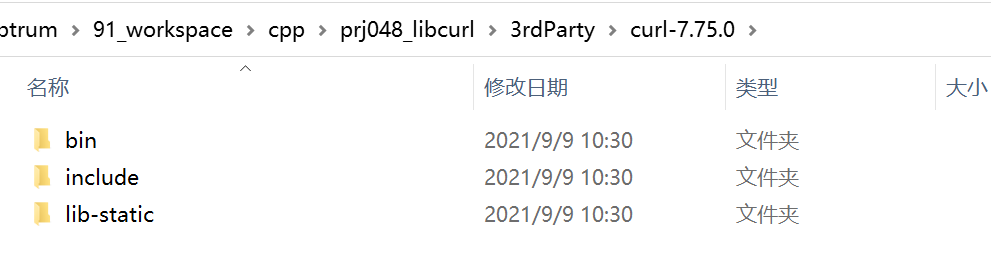 ptrum > 91_workspace > cpp > prj048_libcurl > 3rdParty > curl-7.75.0 >
名称 修改日期 类型 大小
bin 2021/9/9 10:30 文件夹
include 2021/9/9 10:30 文件夹
lib-static 2021/9/9 10:30 文件夹